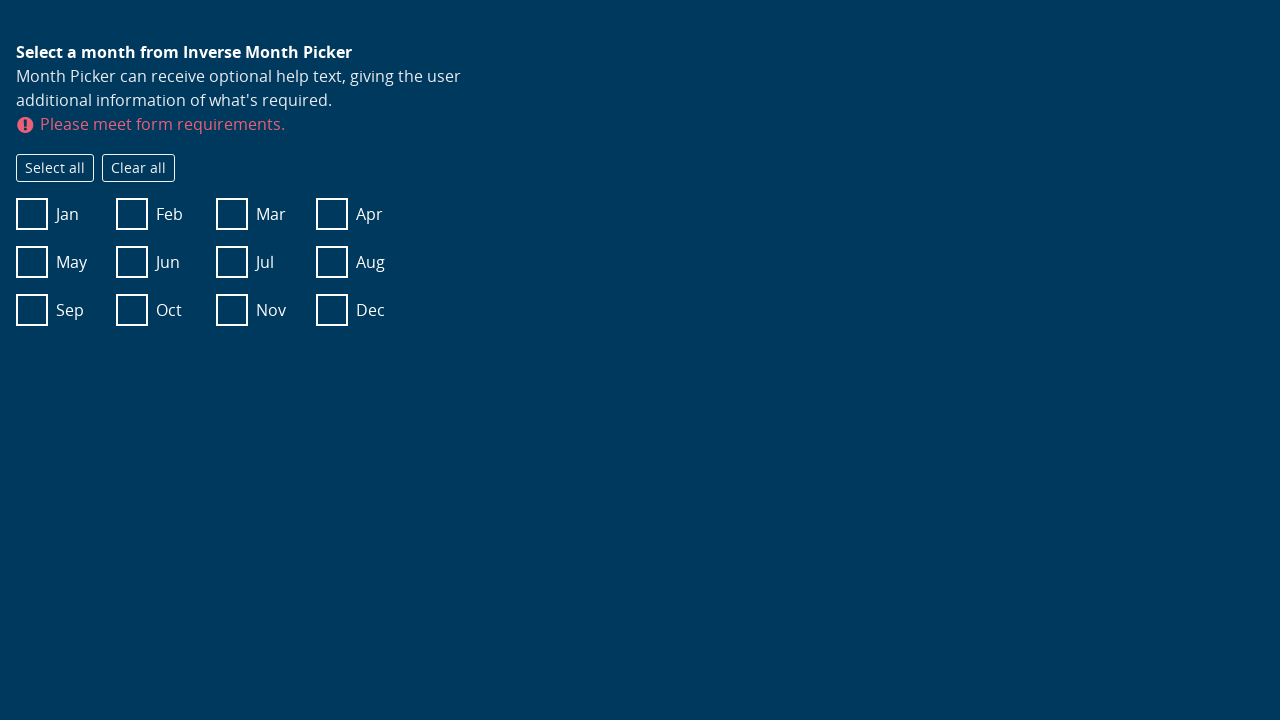 Select a month from Inverse Month Picker
Month Picker can receive optional help text, giving the user
additional information of what's required.
Please meet form requirements.
Select all Clear all
Jan Feb Mar Apr
May Jun Jul Aug
Sep Oct Nov Dec